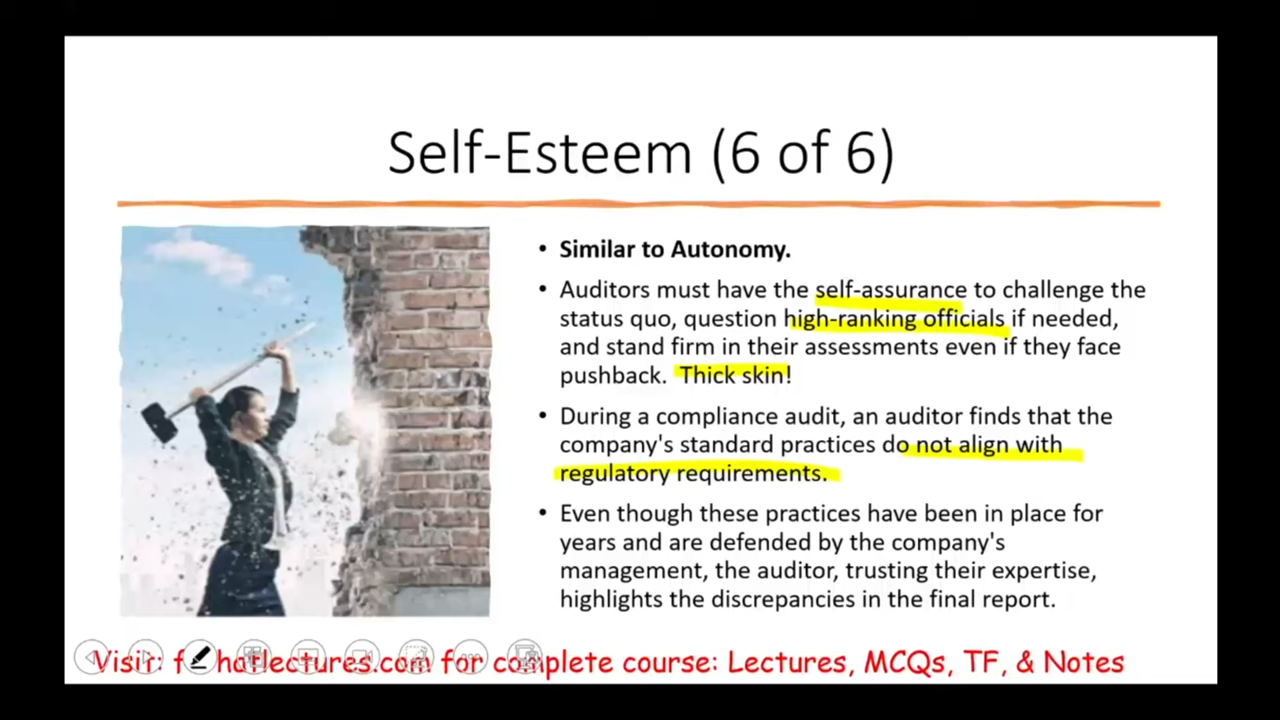 Self-Esteem (6 of 6)
• Similar to Autonomy.
• Auditors must have the self-assurance to challenge the
status quo, question high-ranking officials if needed,
and stand firm in their assessments even if they face
pushback. Thick skin!
• During a compliance audit, an auditor finds that the
company's standard practices do not align with
regulatory requirements.
• Even though these practices have been in place for
years and are defended by the company's
management, the auditor, trusting their expertise,
highlights the discrepancies in the final report.
Visit: for complete course: Lectures, MCQs, TF, & Notes